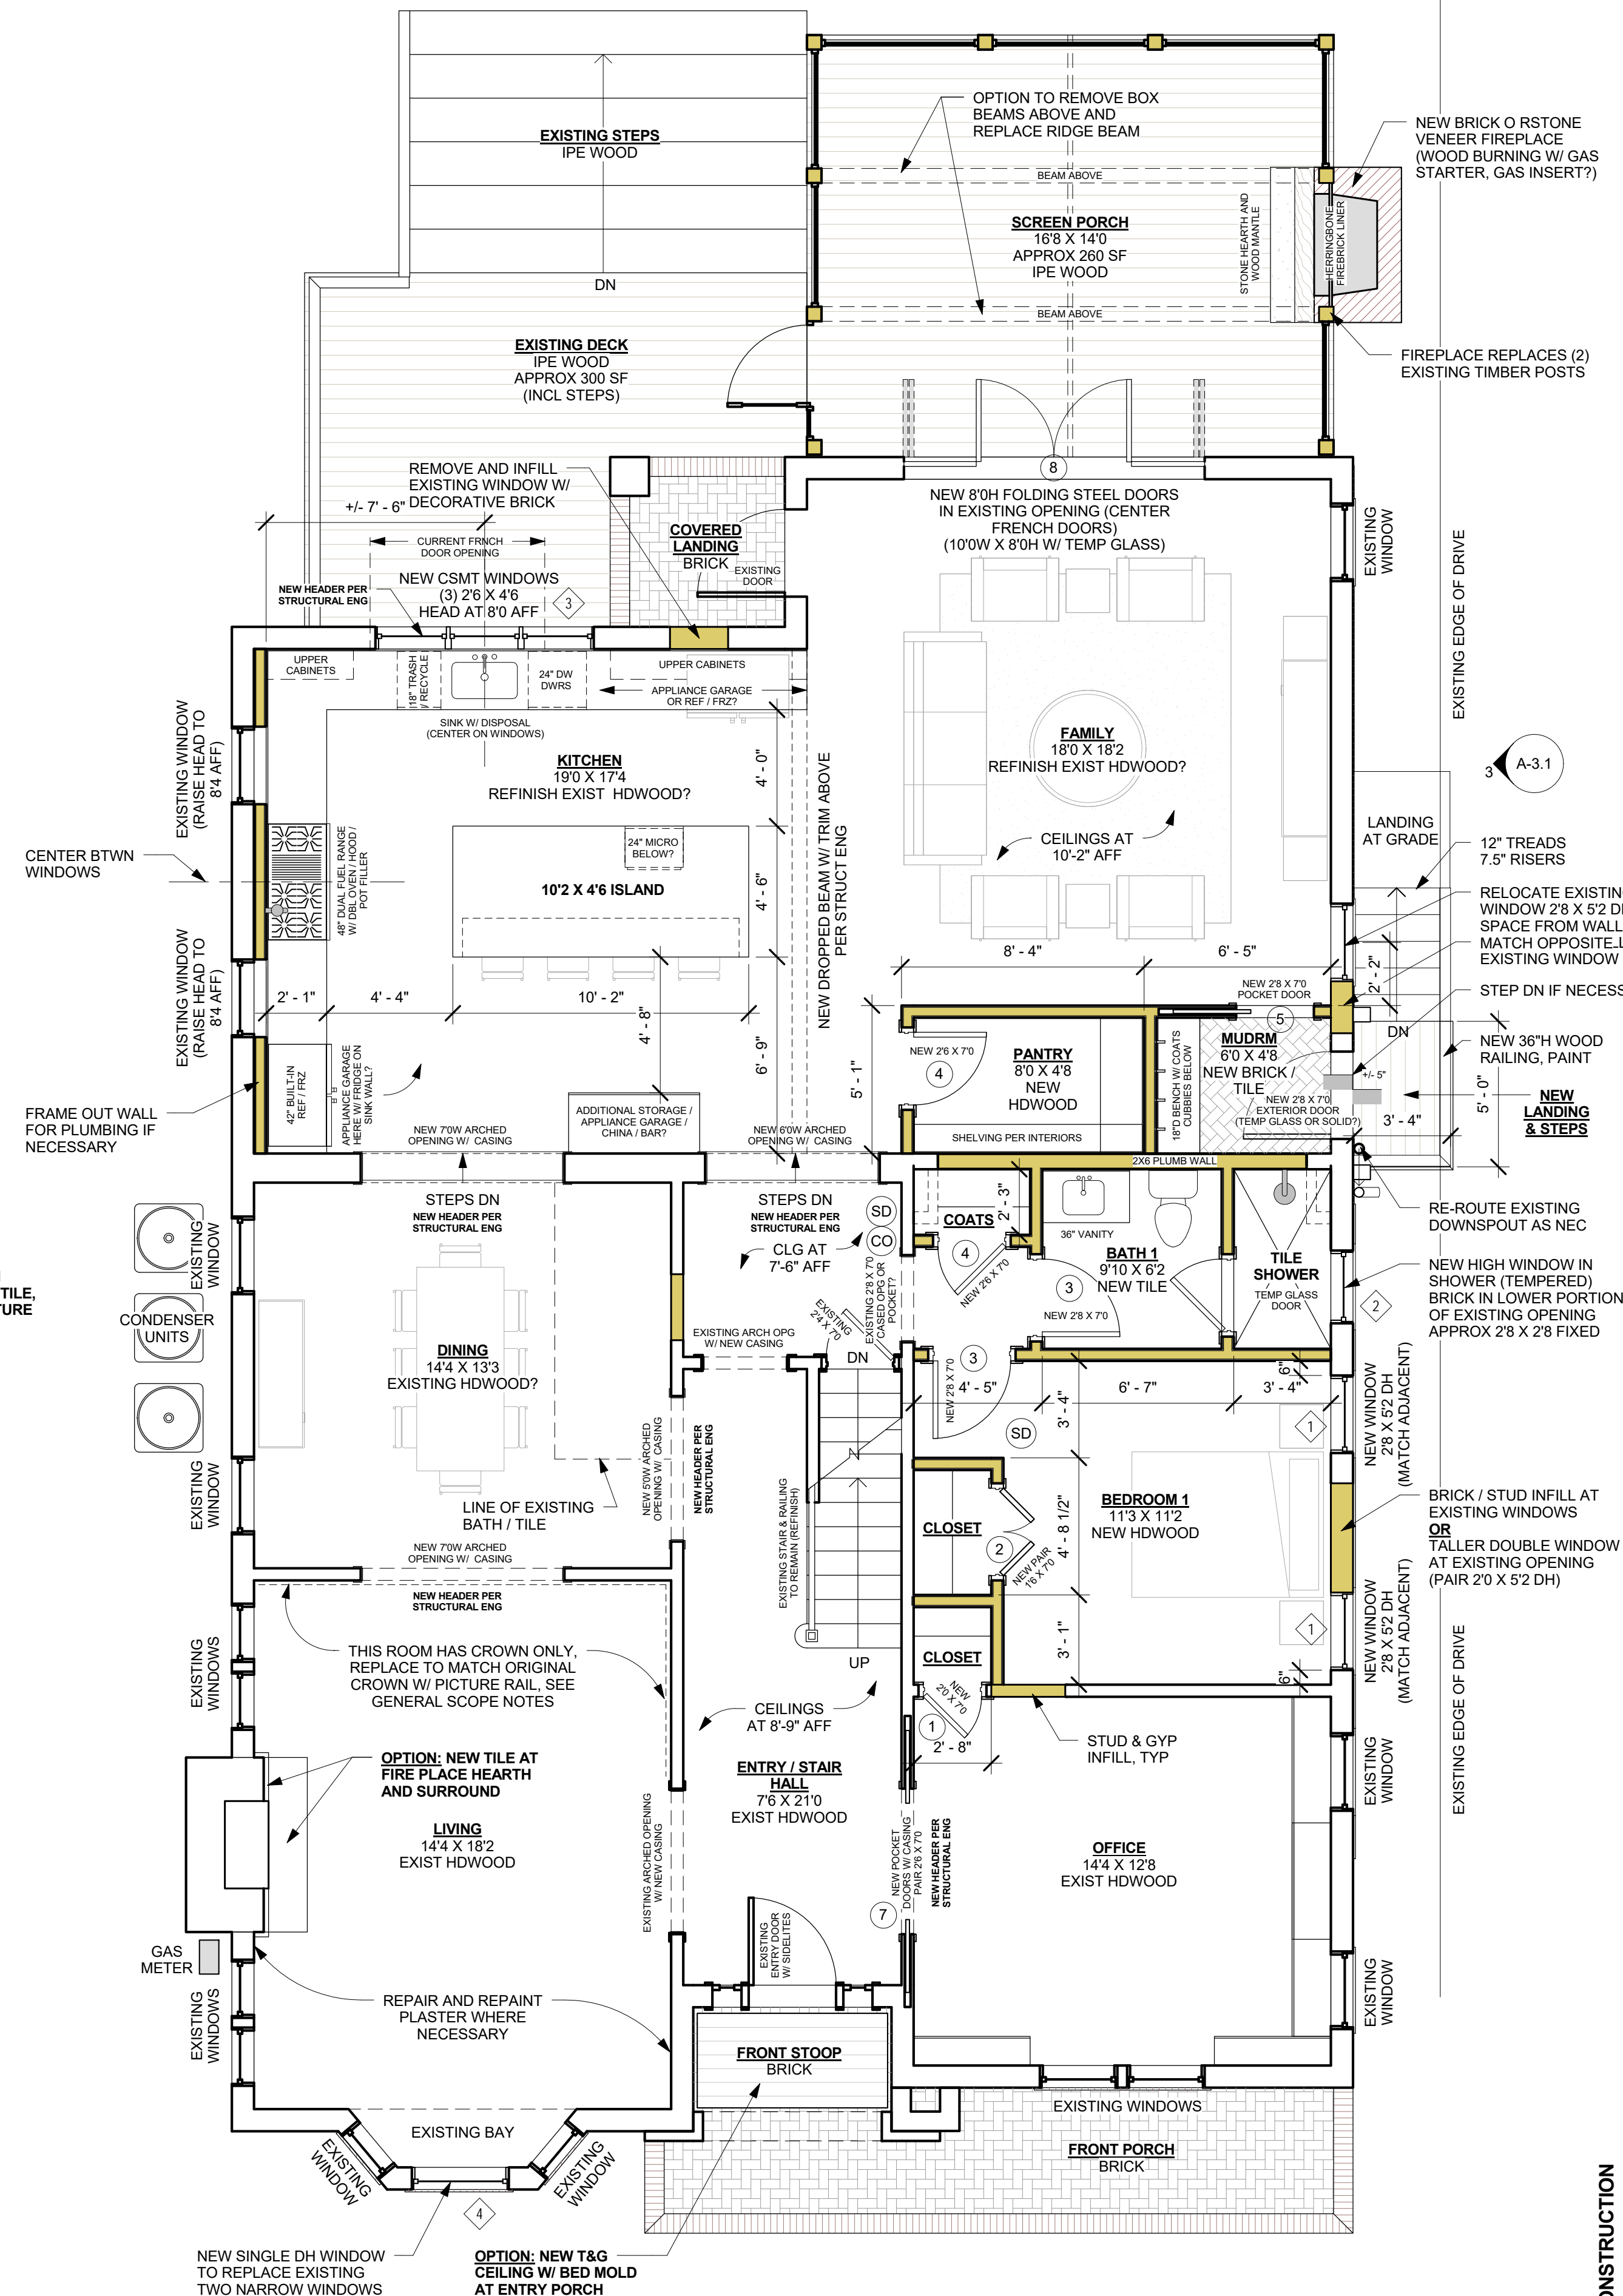 EXISTING STEPS
IPE WOOD
DN
OPTION TO REMOVE BOX
BEAMS ABOVE AND
REPLACE RIDGE BEAM
NEW BRICK O RSTONE
VENEER FIREPLACE
(WOOD BURNING W/ GAS
STARTER, GAS INSERT?)
BEAM ABOVE
SCREEN PORCH
16'8 X 14'0
APPROX 260 SF
IPE WOOD
STONE HEARTH AND
WOOD MANTLE
HERRINGBONE
FIREBRICK LINER
BEAM ABOVE
EXISTING DECK
IPE WOOD
APPROX 300 SF
(INCL STEPS)
FIREPLACE REPLACES (2)
EXISTING TIMBER POSTS
REMOVE AND INFILL
EXISTING WINDOW W/
DECORATIVE BRICK
+/- 7' - 6"
CURRENT FRNCH
DOOR OPENING
NEW HEADER PER
STRUCTURAL ENG
NEW CSMT WINDOWS
(3) 2'6 X 4'6
HEAD AT 8'0 AFF
3
COVERED
LANDING
BRICK
EXISTING
DOOR
8
NEW 8'0H FOLDING STEEL DOORS
IN EXISTING OPENING (CENTER
FRENCH DOORS)
(10'0W X 8'0H W/ TEMP GLASS)
EXISTING
WINDOW
EXISTING EDGE OF DRIVE
UPPER
CABINETS
18" TRASH
/ RECYCLE
24" DW
DWRS
UPPER CABINETS
APPLIANCE GARAGE
OR REF / FRZ?
SINK W/ DISPOSAL
(CENTER ON WINDOWS)
EXISTING WINDOW
(RAISE HEAD TO
8'4 AFF)
KITCHEN
19'0 X 17'4
REFINISH EXIST HDWOOD?
4' - 0"
NEW DROPPED BEAM W/ TRIM ABOVE
PER STRUCT ENG
FAMILY
18'0 X 18'2
REFINISH EXIST HDWOOD?
CEILINGS AT
10'-2" AFF
3
A-3.1
LANDING
AT GRADE
12" TREADS
7.5" RISERS
CENTER BTWN
WINDOWS
48" DUAL FUEL RANGE
W/ DBL OVEN / HOOD /
POT FILLER
24" MICRO
BELOW?
10'2 X 4'6 ISLAND
4' - 6"
RELOCATE EXISTIN
WINDOW 2'8 X 5'2 D
SPACE FROM WALL
MATCH OPPOSITE
EXISTING WINDOW
8' - 4"
6' - 5"
2' - 2"
EXISTING WINDOW
(RAISE HEAD TO
8'4 AFF)
2' - 1"
4' - 4"
10' - 2"
4' - 8"
6' - 9"
5' - 1"
NEW 2'8 X 7'0
POCKET DOOR
5
STEP DN IF NECESS
DN
NEW 36"H WOOD
RAILING, PAINT
NEW 2'6 X 7'0
4
PANTRY
8'0 X 4'8
NEW
HDWOOD
SHELVING PER INTERIORS
18"D BENCH W/ COATS
CUBBIES BELOW
MUDRM
6'0 X 4'8
NEW BRICK /
TILE
NEW 2'8 X 7'0
EXTERIOR DOOR
(TEMP GLASS OR SOLID?)
+/- 5"
3' - 4"
5' - 0"
NEW
LANDING
& STEPS
42" BUILT-IN
REF / FRZ
APPLIANCE GARAGE
HERE W/ FRIDGE ON
SINK WALL?
ADDITIONAL STORAGE /
APPLIANCE GARAGE /
CHINA / BAR?
FRAME OUT WALL
FOR PLUMBING IF
NECESSARY
NEW 7'0W ARCHED
OPENING W/ CASING
NEW 6'0W ARCHED
OPENING W/ CASING
2X6 PLUMB WALL
STEPS DN
NEW HEADER PER
STRUCTURAL ENG
STEPS DN
NEW HEADER PER
STRUCTURAL ENG
SD
CO
CLG AT
7'-6" AFF
COATS
2' - 3"
4
NEW 2'6 X 7'0
36" VANITY
BATH 1
9'10 X 6'2
NEW TILE
3
NEW 2'8 X 7'0
TILE
SHOWER
TEMP GLASS
DOOR
RE-ROUTE EXISTING
DOWNSPOUT AS NEC
NEW HIGH WINDOW IN
SHOWER (TEMPERED)
BRICK IN LOWER PORTION
OF EXISTING OPENING
APPROX 2'8 X 2'8 FIXED
2
EXISTING
WINDOW
TILE,
TURE
CONDENSER
UNITS
EXISTING 2'8 X 7'0
CASED OPG OR
POCKET?
EXISTING
2'4 X 7'0
EXISTING ARCH OPG
W/ NEW CASING
DN
DINING
14'4 X 13'3
EXISTING HDWOOD?
3
NEW 2'8 X 7'0
4' - 5"
6' - 7"
3' - 4"
6"
3' - 4"
SD
1
NEW WINDOW
2'8 X 5'2 DH
(MATCH ADJACENT)
NEW 5'0W ARCHED
OPENING W/ CASING
NEW HEADER PER
STRUCTURAL ENG
EXISTING STAIR & RAILING
TO REMAIN (REFINISH)
EXISTING
WINDOW
LINE OF EXISTING
BATH / TILE
CLOSET
2
NEW PAIR
1'6 X 7'0
4' - 8 1/2"
BEDROOM 1
11'3 X 11'2
NEW HDWOOD
BRICK / STUD INFILL AT
EXISTING WINDOWS
OR
TALLER DOUBLE WINDOW
AT EXISTING OPENING
(PAIR 2'0 X 5'2 DH)
NEW 7'0W ARCHED
OPENING W/ CASING
NEW HEADER PER
STRUCTURAL ENG
1
NEW WINDOW
2'8 X 5'2 DH
(MATCH ADJACENT)
3' - 1"
6"
EXISTING
WINDOWS
THIS ROOM HAS CROWN ONLY,
REPLACE TO MATCH ORIGINAL
CROWN W/ PICTURE RAIL, SEE
GENERAL SCOPE NOTES
UP
CLOSET
NEW
2'0 X 7'0
1
2' - 8"
CEILINGS
AT 8'-9" AFF
STUD & GYP
INFILL, TYP
EXISTING
WINDOW
EXISTING EDGE OF DRIVE
OPTION: NEW TILE AT
FIRE PLACE HEARTH
AND SURROUND
ENTRY / STAIR
HALL
7'6 X 21'0
EXIST HDWOOD
LIVING
14'4 X 18'2
EXIST HDWOOD
EXISTING ARCHED OPENING
W/ NEW CASING
NEW POCKET
DOORS W/ CASING
PAIR 2'6 X 7'0
NEW HEADER PER
STRUCTURAL ENG
7
OFFICE
14'4 X 12'8
EXIST HDWOOD
EXISTING
ENTRY DOOR
W/ SIDELITES
GAS
METER
EXISTING
WINDOWS
EXISTING
WINDOW
REPAIR AND REPAINT
PLASTER WHERE
NECESSARY
FRONT STOOP
BRICK
EXISTING WINDOWS
EXISTING BAY
EXISTING
WINDOW
EXISTING
WINDOW
4
FRONT PORCH
BRICK
NEW SINGLE DH WINDOW
TO REPLACE EXISTING
TWO NARROW WINDOWS
OPTION: NEW T&G
CEILING W/ BED MOLD
AT ENTRY PORCH
ONSTRUCTION